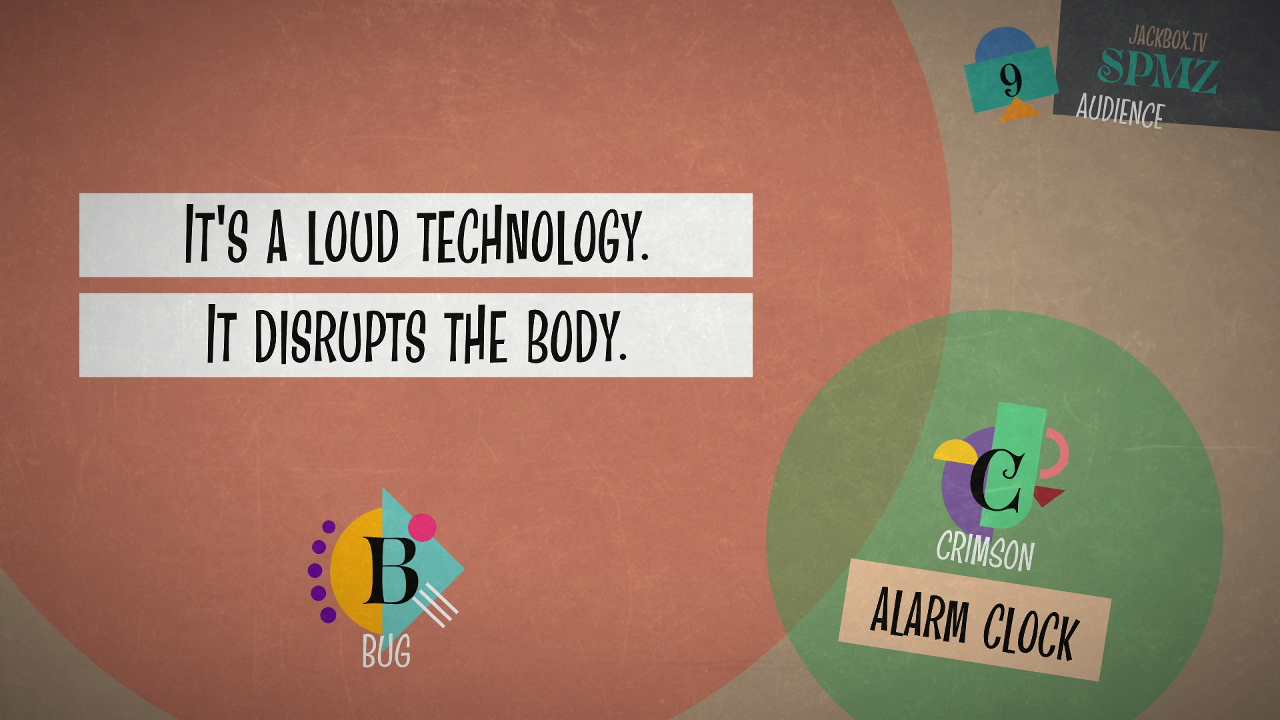 JACKBOX.TV
SPMZ
9
AUDIENCE
IT'S A LOUD TECHNOLOGY.
IT DISRUPTS THE BODY.
C
CRIMSON
ALARM CLOCK
B
BUG